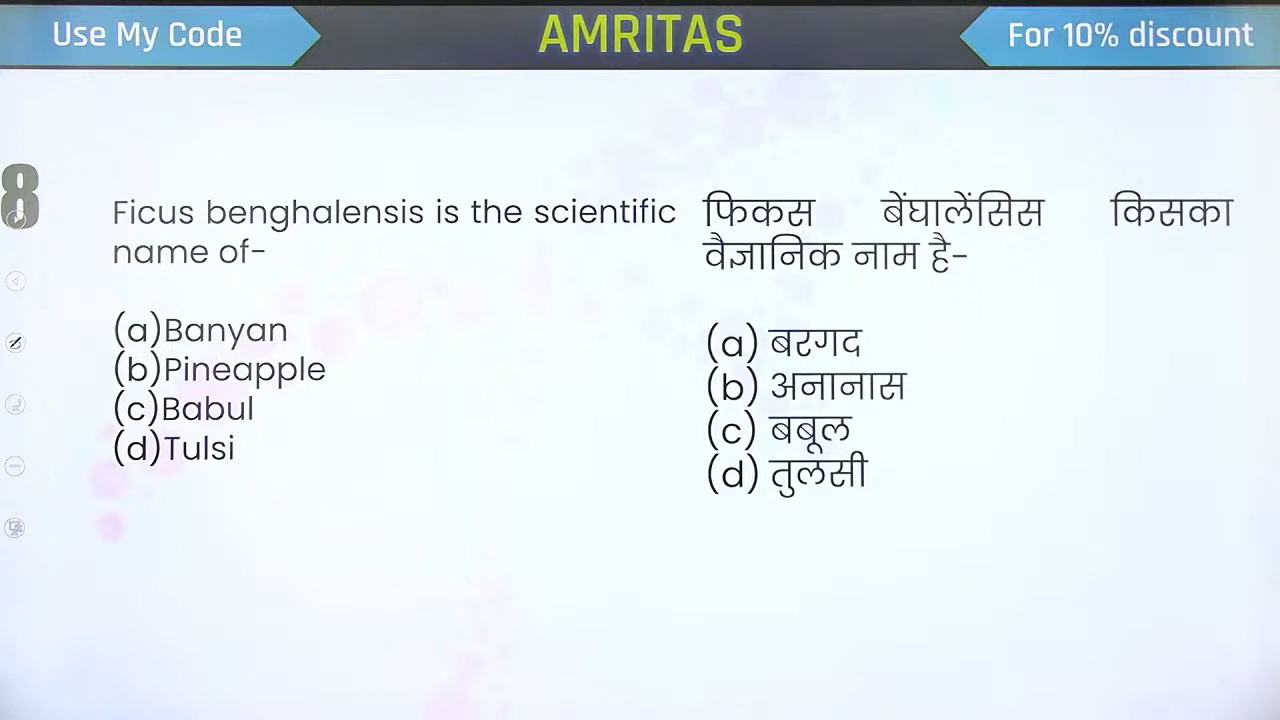 Use My Code
AMRITAS
For 10% discount
8
Ficus benghalensis is the scientific
name of-
(a)Banyan
(b)Pineapple
(c)Babul
(d)Tulsi
फिकस बेंघालेंसिस किसका
वैज्ञानिक नाम है-
(a) बरगद
(b) अनानास
(c) बबूल
(d) तुलसी